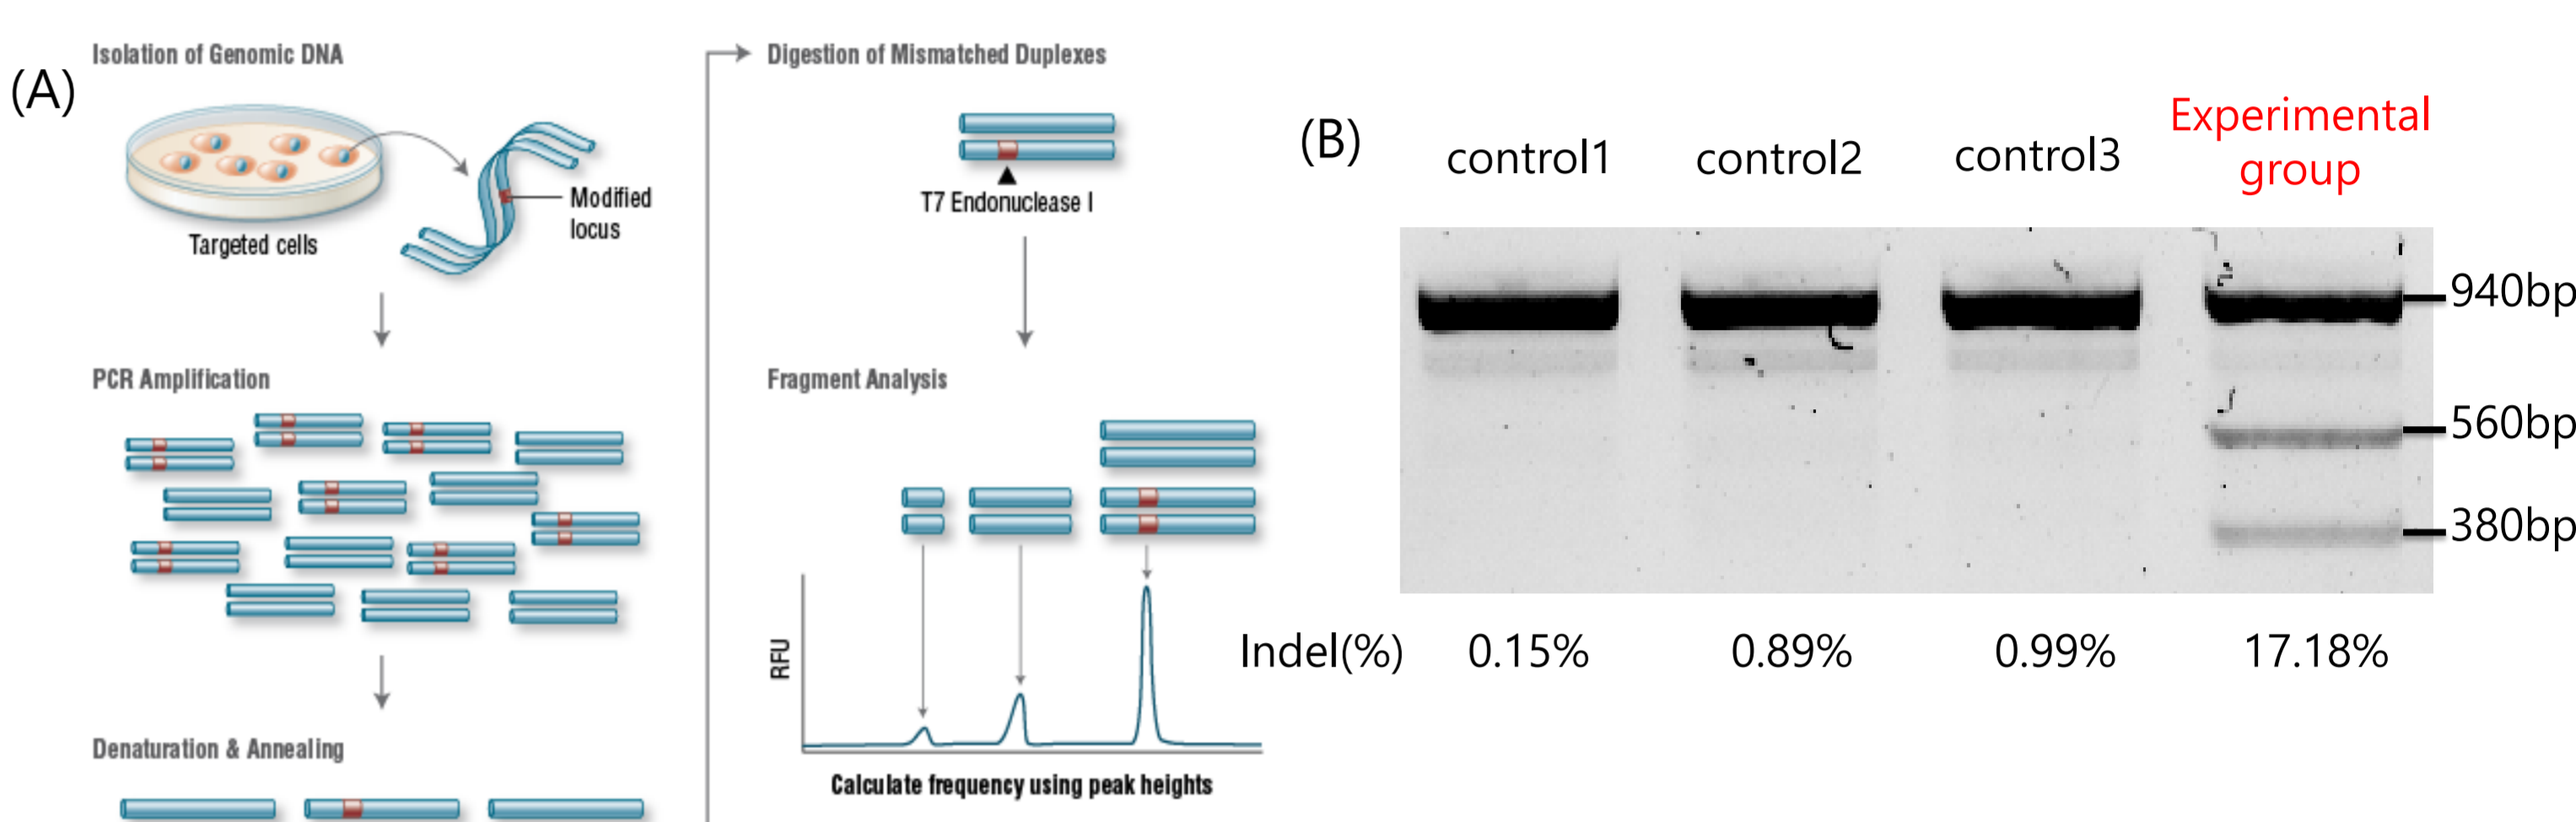 (A)
Isolation of Genomic DNA
Modified
locus
Targeted cells
PCR Amplification
Denaturation & Annealing
Digestion of Mismatched Duplexes
T7 Endonuclease I
Fragment Analysis
RFU
Calculate frequency using peak heights
(B)
control1
control2
control3
Experimental
group
940bp
560bp
380bp
Indel(%)
0.15%
0.89%
0.99%
17.18%